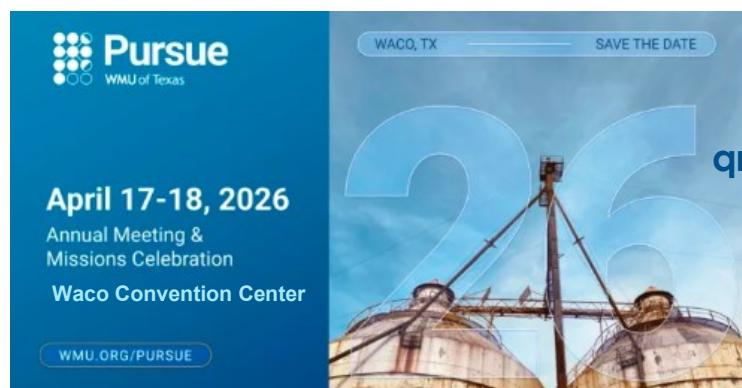 Pursue
WMU of Texas
April 17-18, 2026
Annual Meeting &
Missions Celebration
Waco Convention Center
WMU.ORG/PURSUE
WACO, TX
SAVE THE DATE
26